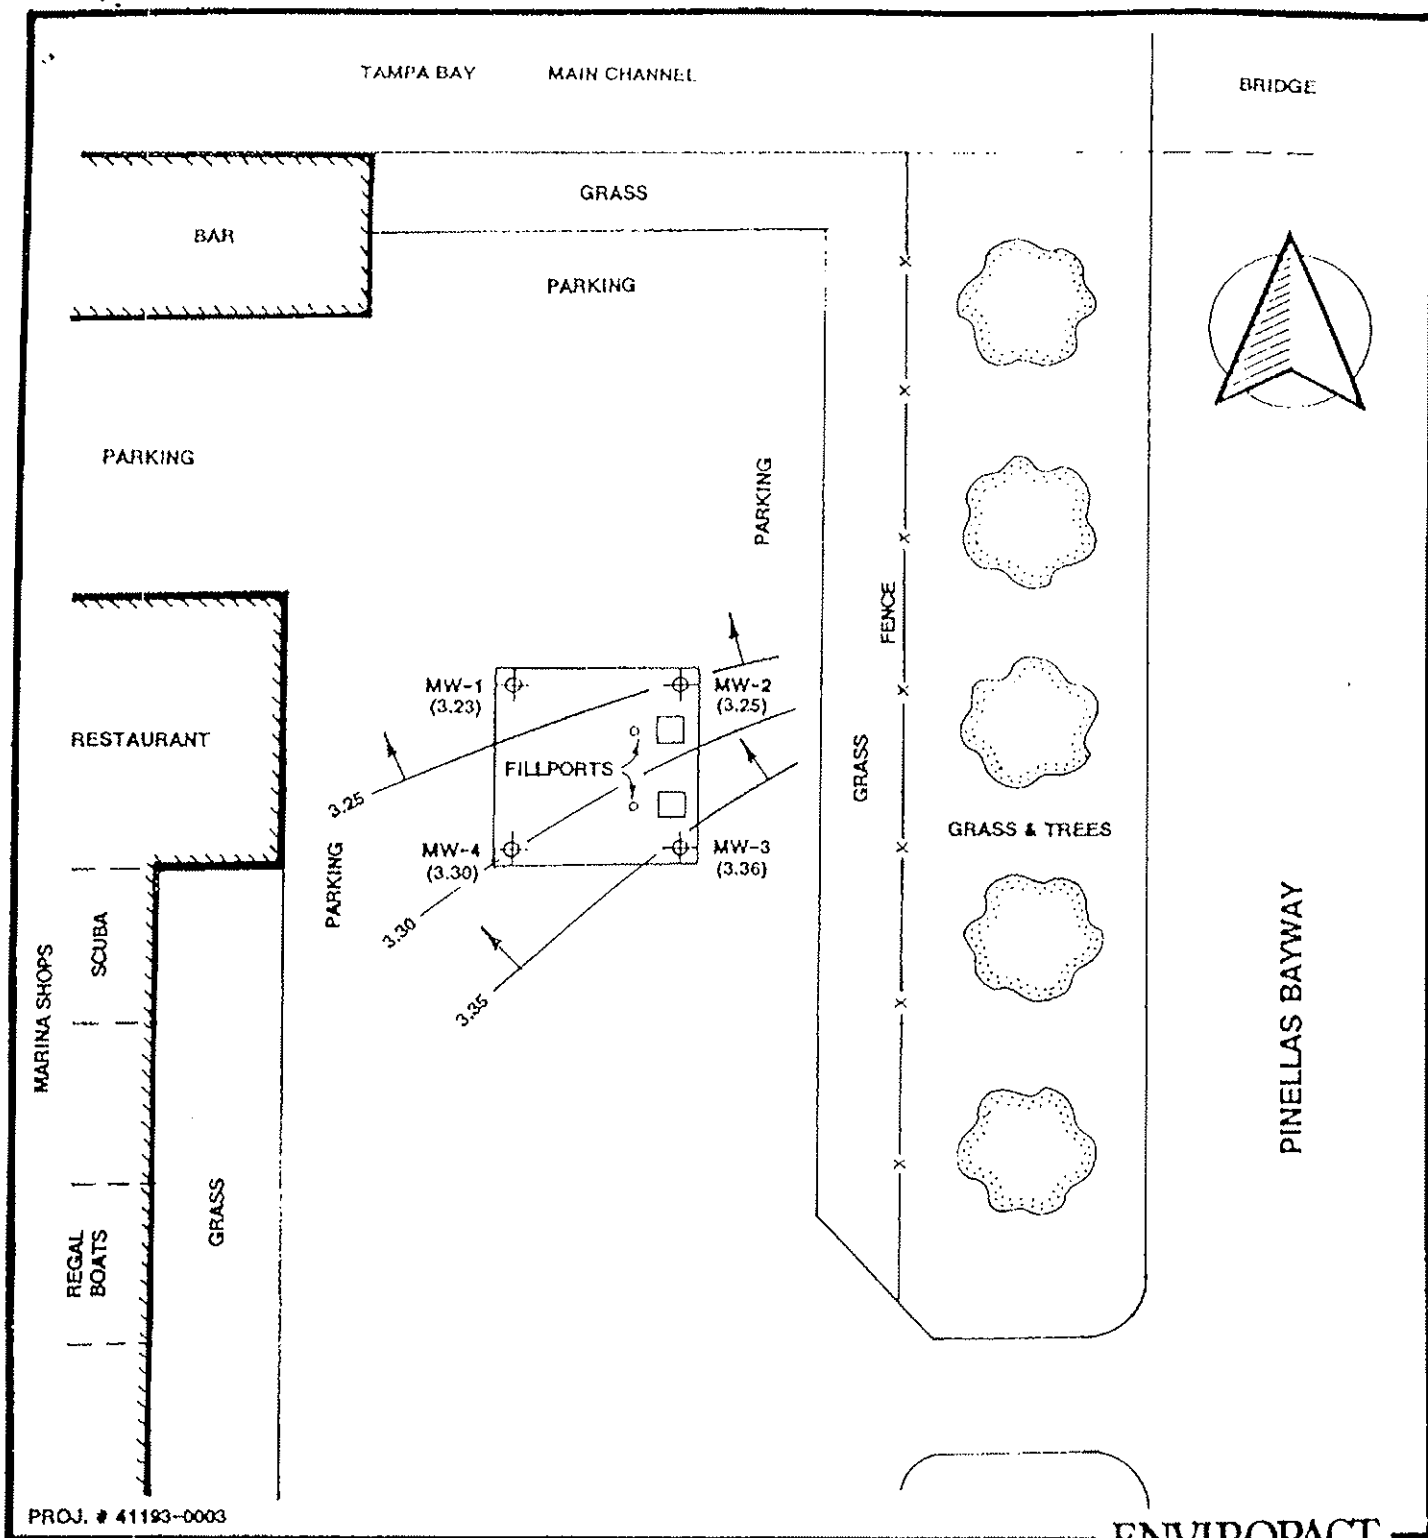 TAMPA BAY MAIN CHANNEL
BRIDGE
GRASS
BAR
PARKING
PARKING
PARKING
FENCE
MW-1
(3.23)
MW-2
(3.25)
RESTAURANT
FILLPORTS
GRASS
3.25
GRASS & TREES
MW-4
(3.30)
MW-3
(3.36)
PARKING
3.30
3.35
SCUBA
MARINA SHOPS
PINELLAS BAYWAY
GRASS
REGAL
BOATS
PROJ. # 41193-0003
ENVIROPACT